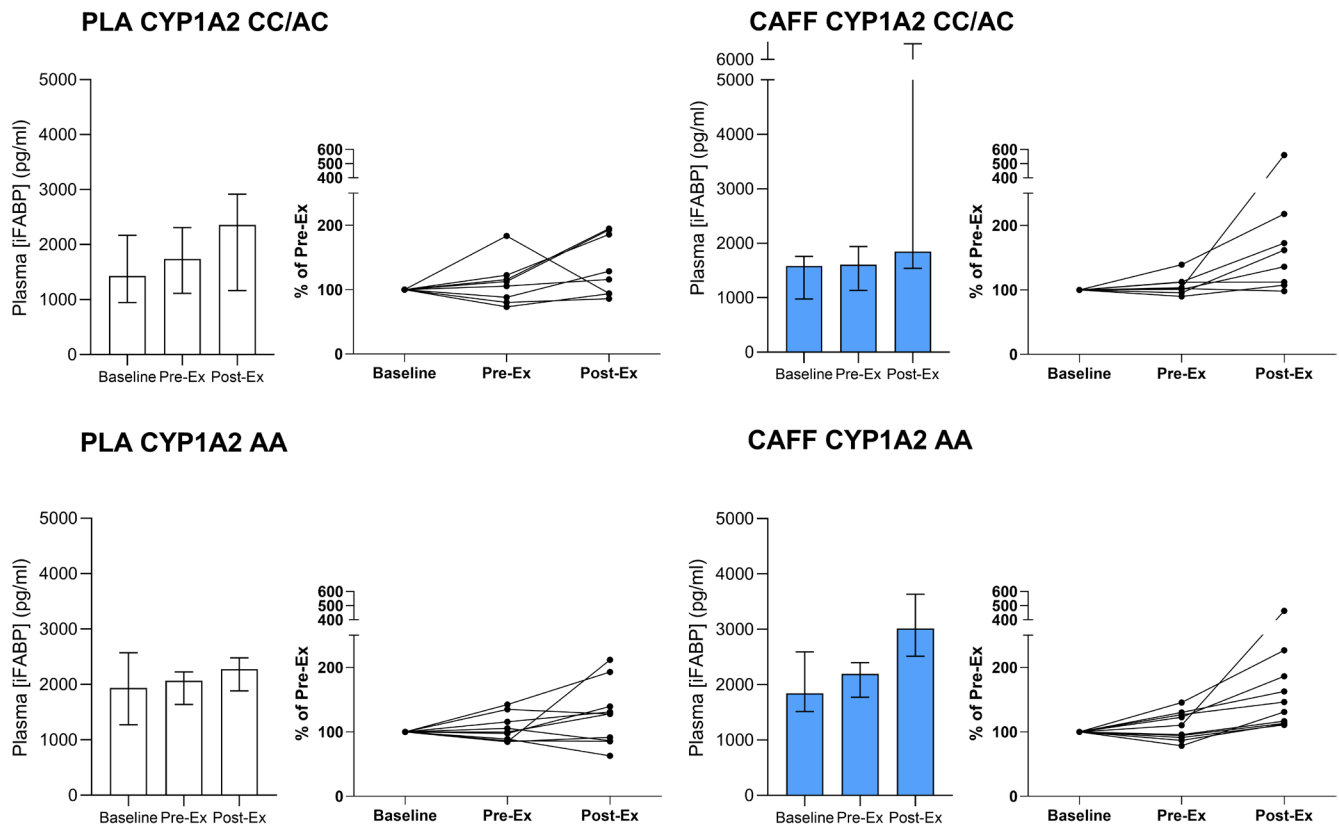 PLA CYP1A2 CC/AC
Plasma [iFABP] (pg/ml)
5000
4000
3000
2000
1000
0
Baseline Pre-Ex Post-Ex
% of Pre-Ex
600
500
400
200
100
0
Baseline Pre-Ex Post-Ex
CAFF CYP1A2 CC/AC
Plasma [iFABP] (pg/ml)
6000
5000
4000
3000
2000
1000
0
Baseline Pre-Ex Post-Ex
% of Pre-Ex
600
500
400
200
100
0
Baseline Pre-Ex Post-Ex
PLA CYP1A2 AA
Plasma [iFABP] (pg/ml)
5000
4000
3000
2000
1000
0
Baseline Pre-Ex Post-Ex
% of Pre-Ex
600
500
400
200
100
0
Baseline Pre-Ex Post-Ex
CAFF CYP1A2 AA
Plasma [iFABP] (pg/ml)
5000
4000
3000
2000
1000
0
Baseline Pre-Ex Post-Ex
% of Pre-Ex
600
500
400
200
100
0
Baseline Pre-Ex Post-Ex